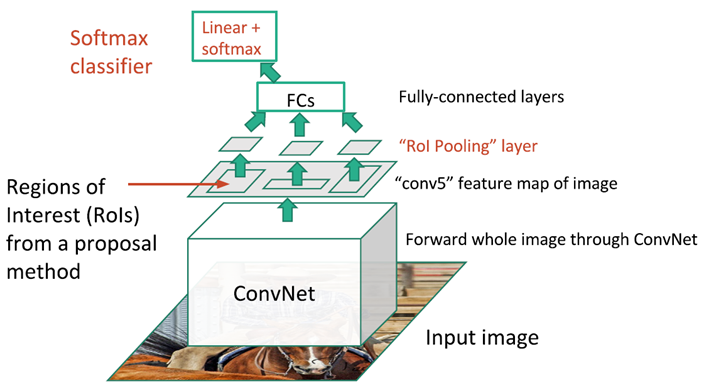 Softmax
classifier
Linear +
softmax
FCs
Fully-connected layers
“RoI Pooling” layer
Regions of
Interest (RoIs)
from a proposal
method
“conv5” feature map of image
Forward whole image through ConvNet
ConvNet
Input image